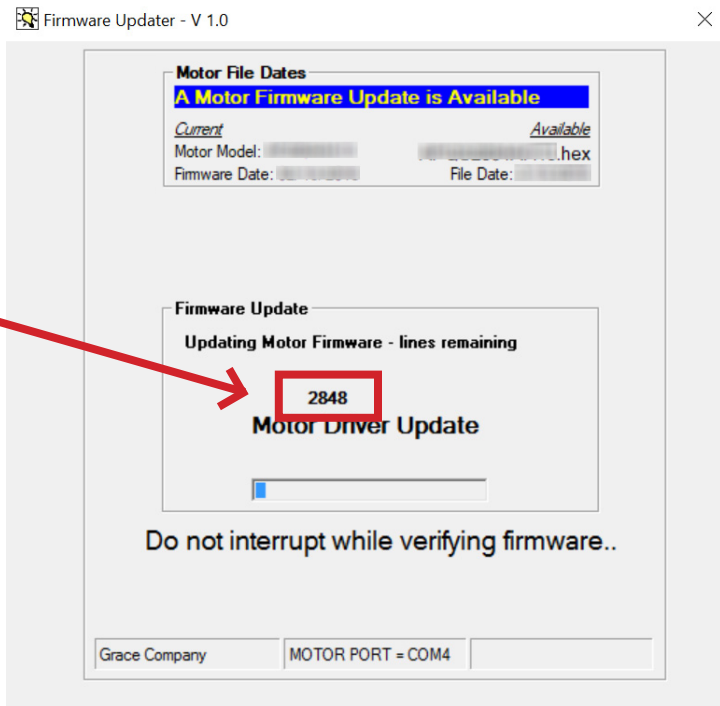 Firmware Updater - V 1.0
Motor File Dates
A Motor Firmware Update is Available
Current Available
Motor Model: .hex
Firmware Date: File Date:
Firmware Update
Updating Motor Firmware - lines remaining
2848
Motor Driver Update
Do not interrupt while verifying firmware..
Grace Company MOTOR PORT = COM4